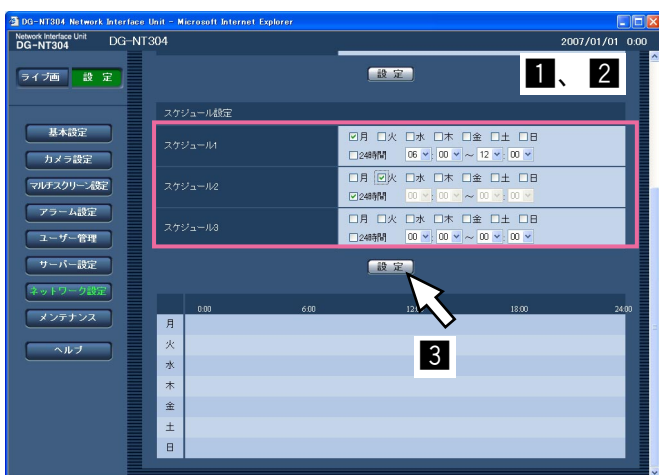 DG-NT304 Network Interface Unit - Microsoft Internet Explorer
Network Interface Unit
DG-NT304 DG-NT304 2007/01/01 0:00
ライブ画 設 定
設 定
1、 2
スケジュール設定
基本設定
カメラ設定
マルチスクリーン設定
アラーム設定
ユーザー管理
サーバー設定
ネットワーク設定
メンテナンス
ヘルプ
スケジュール1 月 火 水 木 金 土 日
24時間 06 : 00 ~ 12 : 00
スケジュール2 月 火 水 木 金 土 日
24時間 00 : 00 ~ 00 : 00
スケジュール3 月 火 水 木 金 土 日
24時間 00 : 00 ~ 00 : 00
設 定
3
0:00 6:00 12:00 18:00 24:00
月
火
水
木
金
土
日